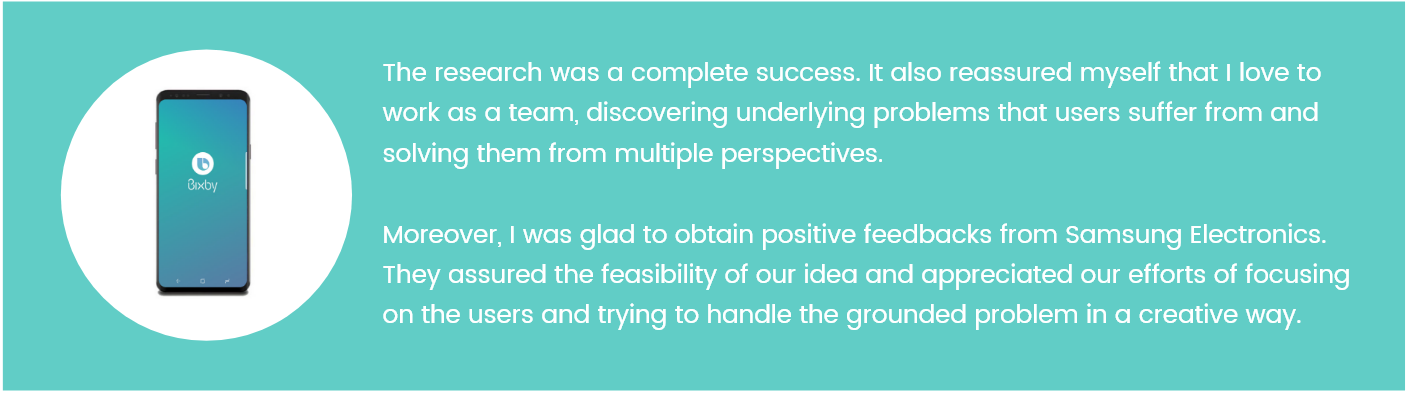 The research was a complete success. It also reassured myself that I love to
work as a team, discovering underlying problems that users suffer from and
solving them from multiple perspectives.
Bixby
Moreover, I was glad to obtain positive feedbacks from Samsung Electronics.
They assured the feasibility of our idea and appreciated our efforts of focusing
on the users and trying to handle the grounded problem in a creative way.